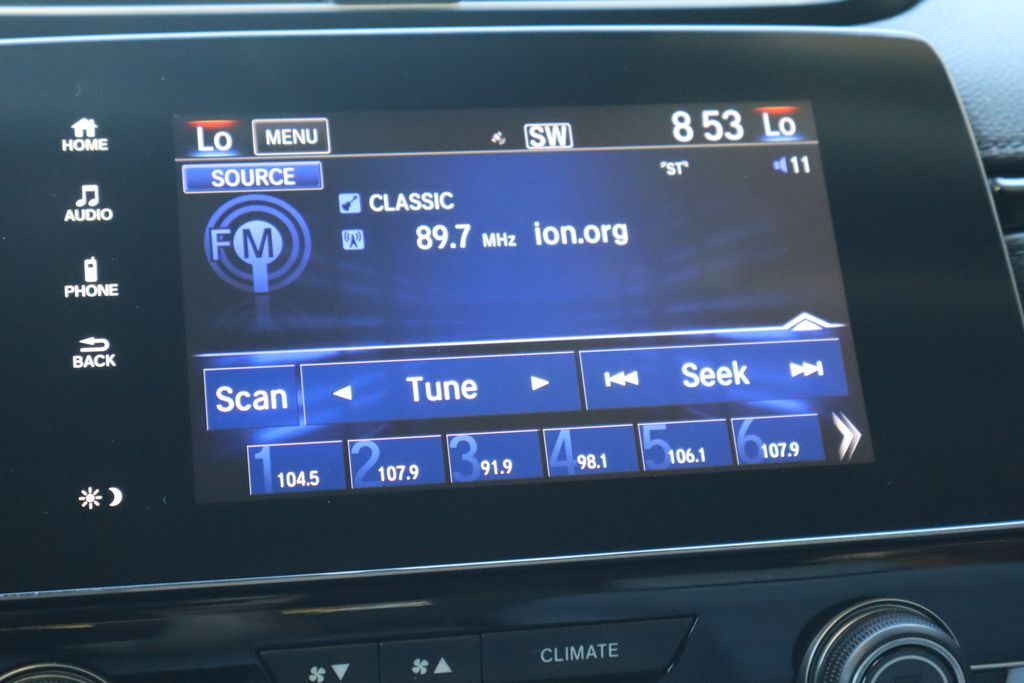 Lo MENU SW 8 53 Lo
HOME
SOURCE "ST" 11
CLASSIC
AUDIO
FM 89.7 MHz ion.org
PHONE
BACK
Scan Tune Seek
1 104.5 2 107.9 3 91.9 4 98.1 5 106.1 6 107.9
CLIMATE